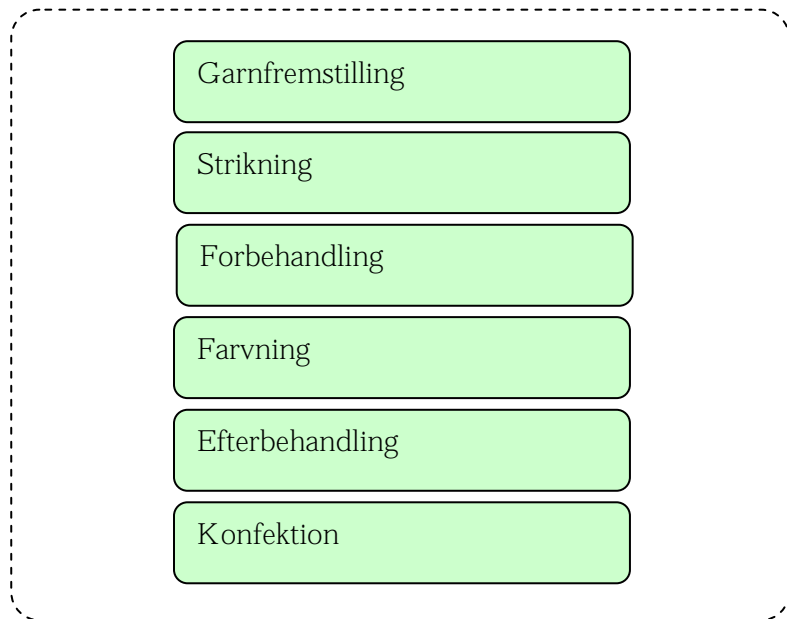 Garnfremstilling
Strikning
Forbehandling
Farvning
Efterbehandling
Konfektion